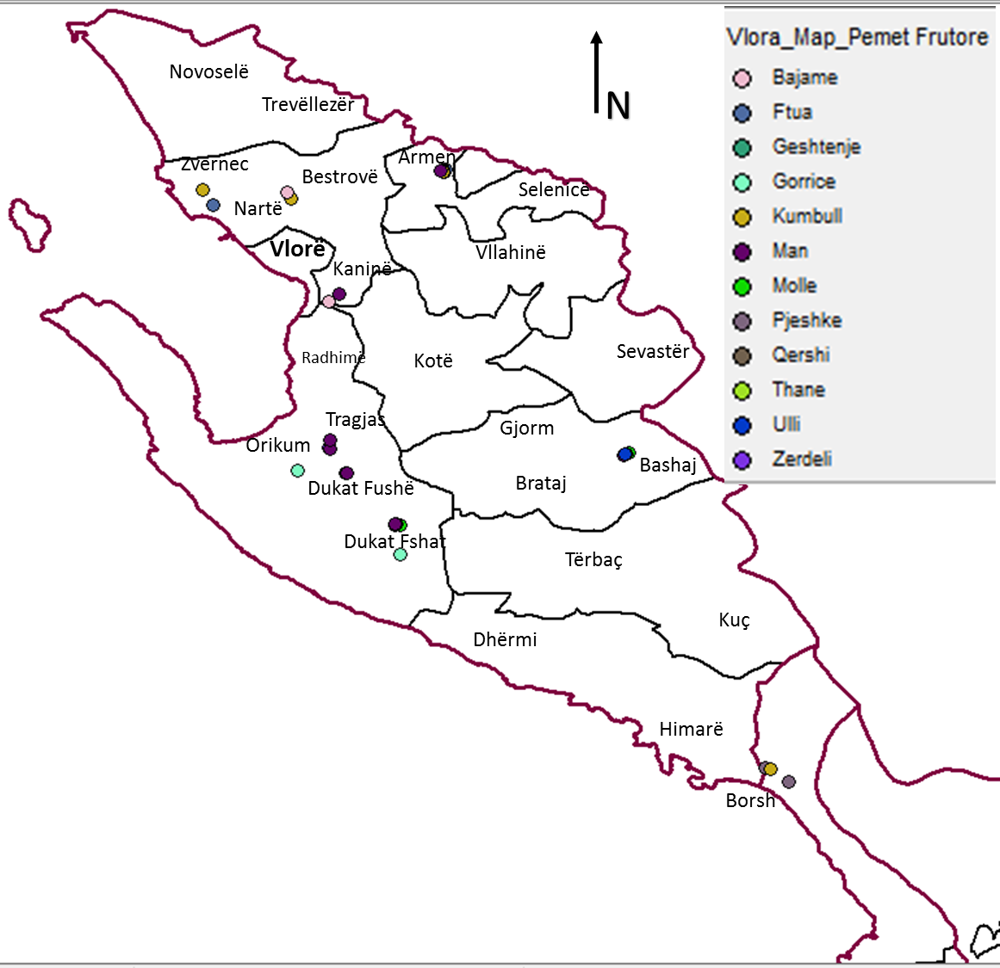 Vlora_Map_Pemet Frutore
Bajame
Ftua
Geshtenje
Gorrice
Kumbull
Man
Molle
Pjeshke
Qershi
Thane
Ulli
Zerdeli
N
Novoselë
Trevëllezër
Zvernec
Armen
Bestrovë
Selenicë
Nartë
Vlorë
Vllahinë
Kaninë
Radhimë
Kotë
Sevastër
Tragjas
Gjorm
Orikum
Bashaj
Dukat Fushë
Brataj
Dukat Fshat
Tërbaç
Kuç
Dhërmi
Himarë
Borsh